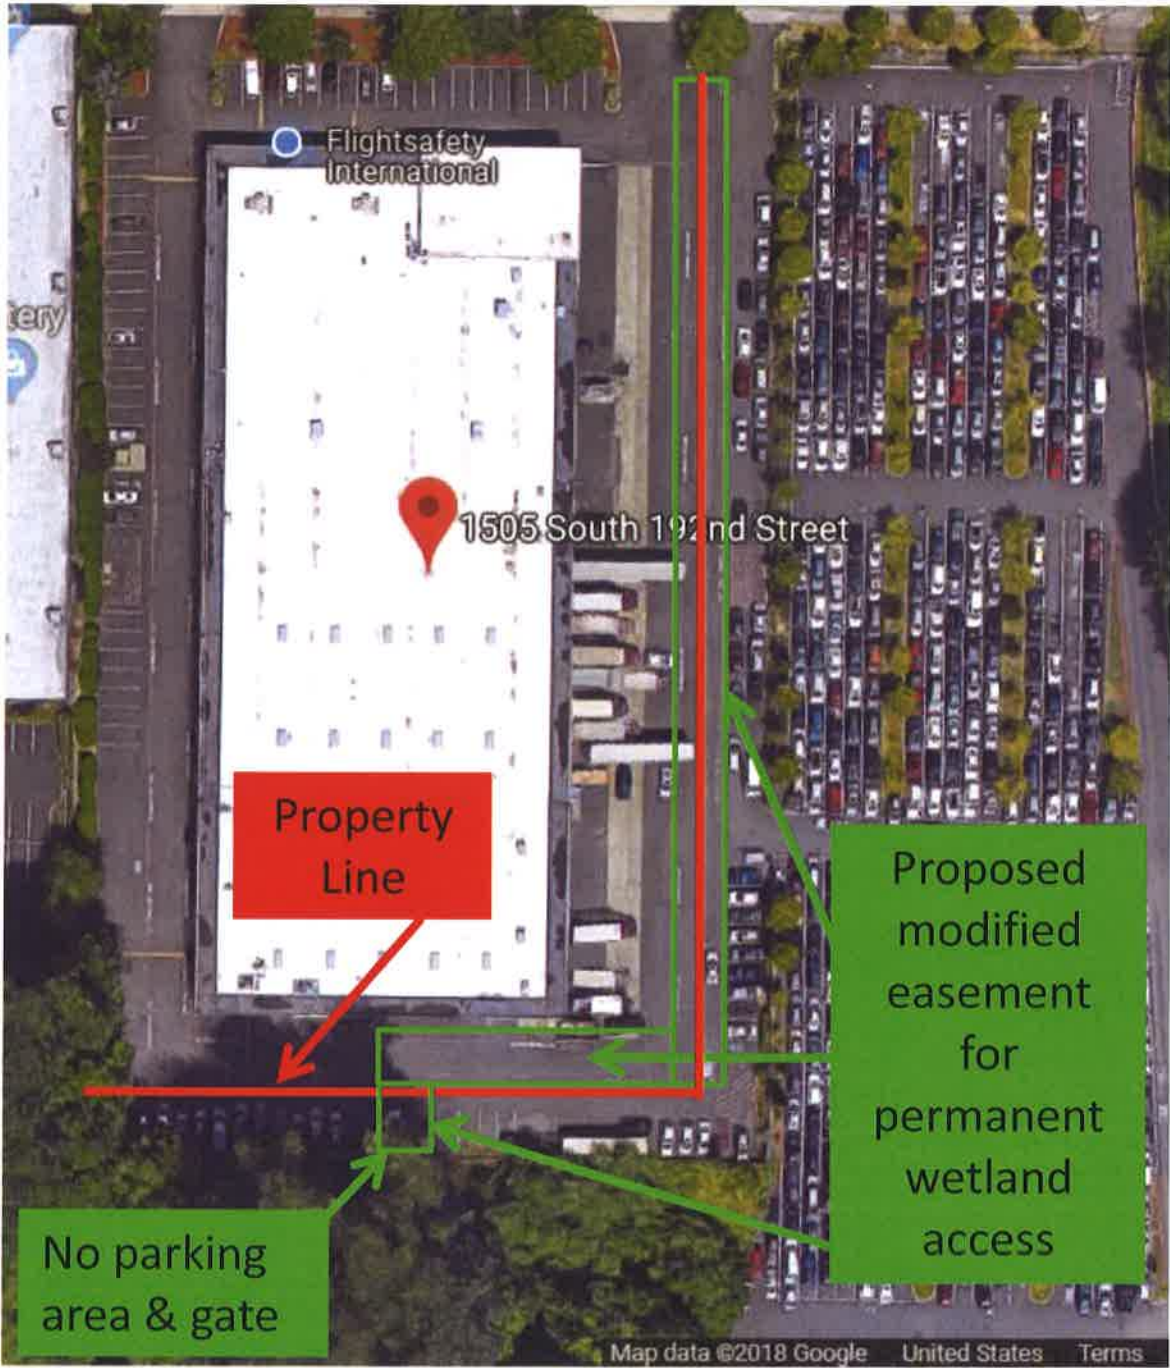 Flightsafety
International
tery
1505 South 192nd Street
Property
Line
Proposed
modified
easement
for
permanent
wetland
access
No parking
area & gate
Map data ©2018 Google United States Terms